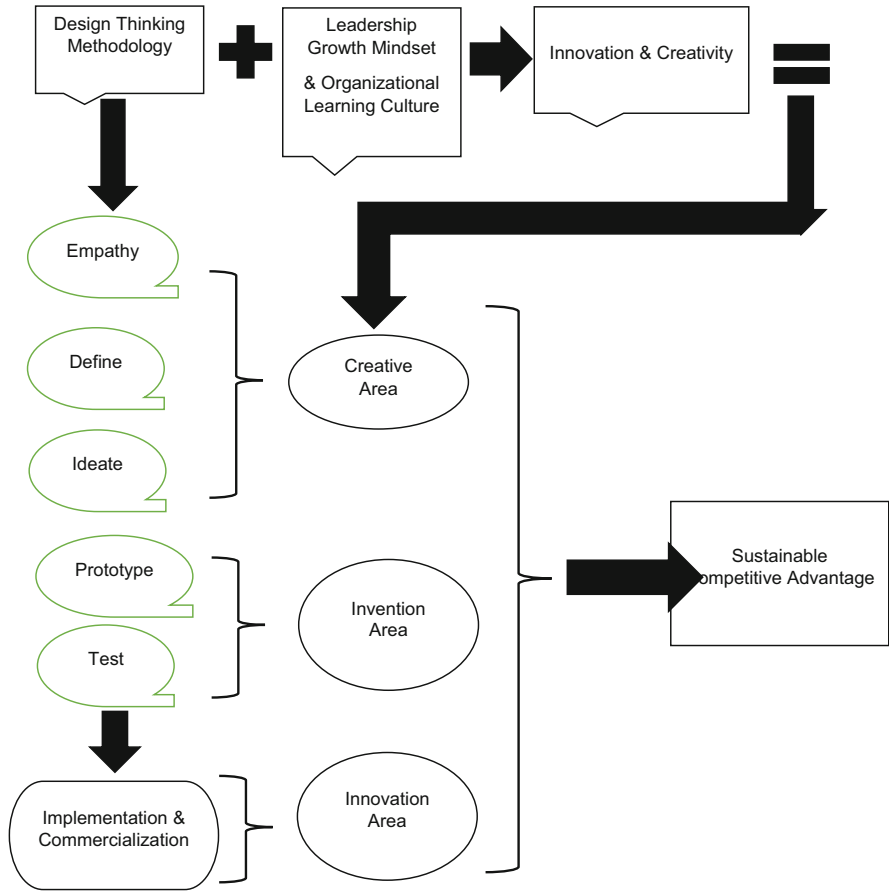 Design Thinking
Methodology
Leadership
Growth Mindset
& Organizational
Learning Culture
Innovation & Creativity
Empathy
Define
Ideate
Creative
Area
Prototype
Test
Invention
Area
Sustainable
ompetitive Advantage
Implementation &
Commercialization
Innovation
Area